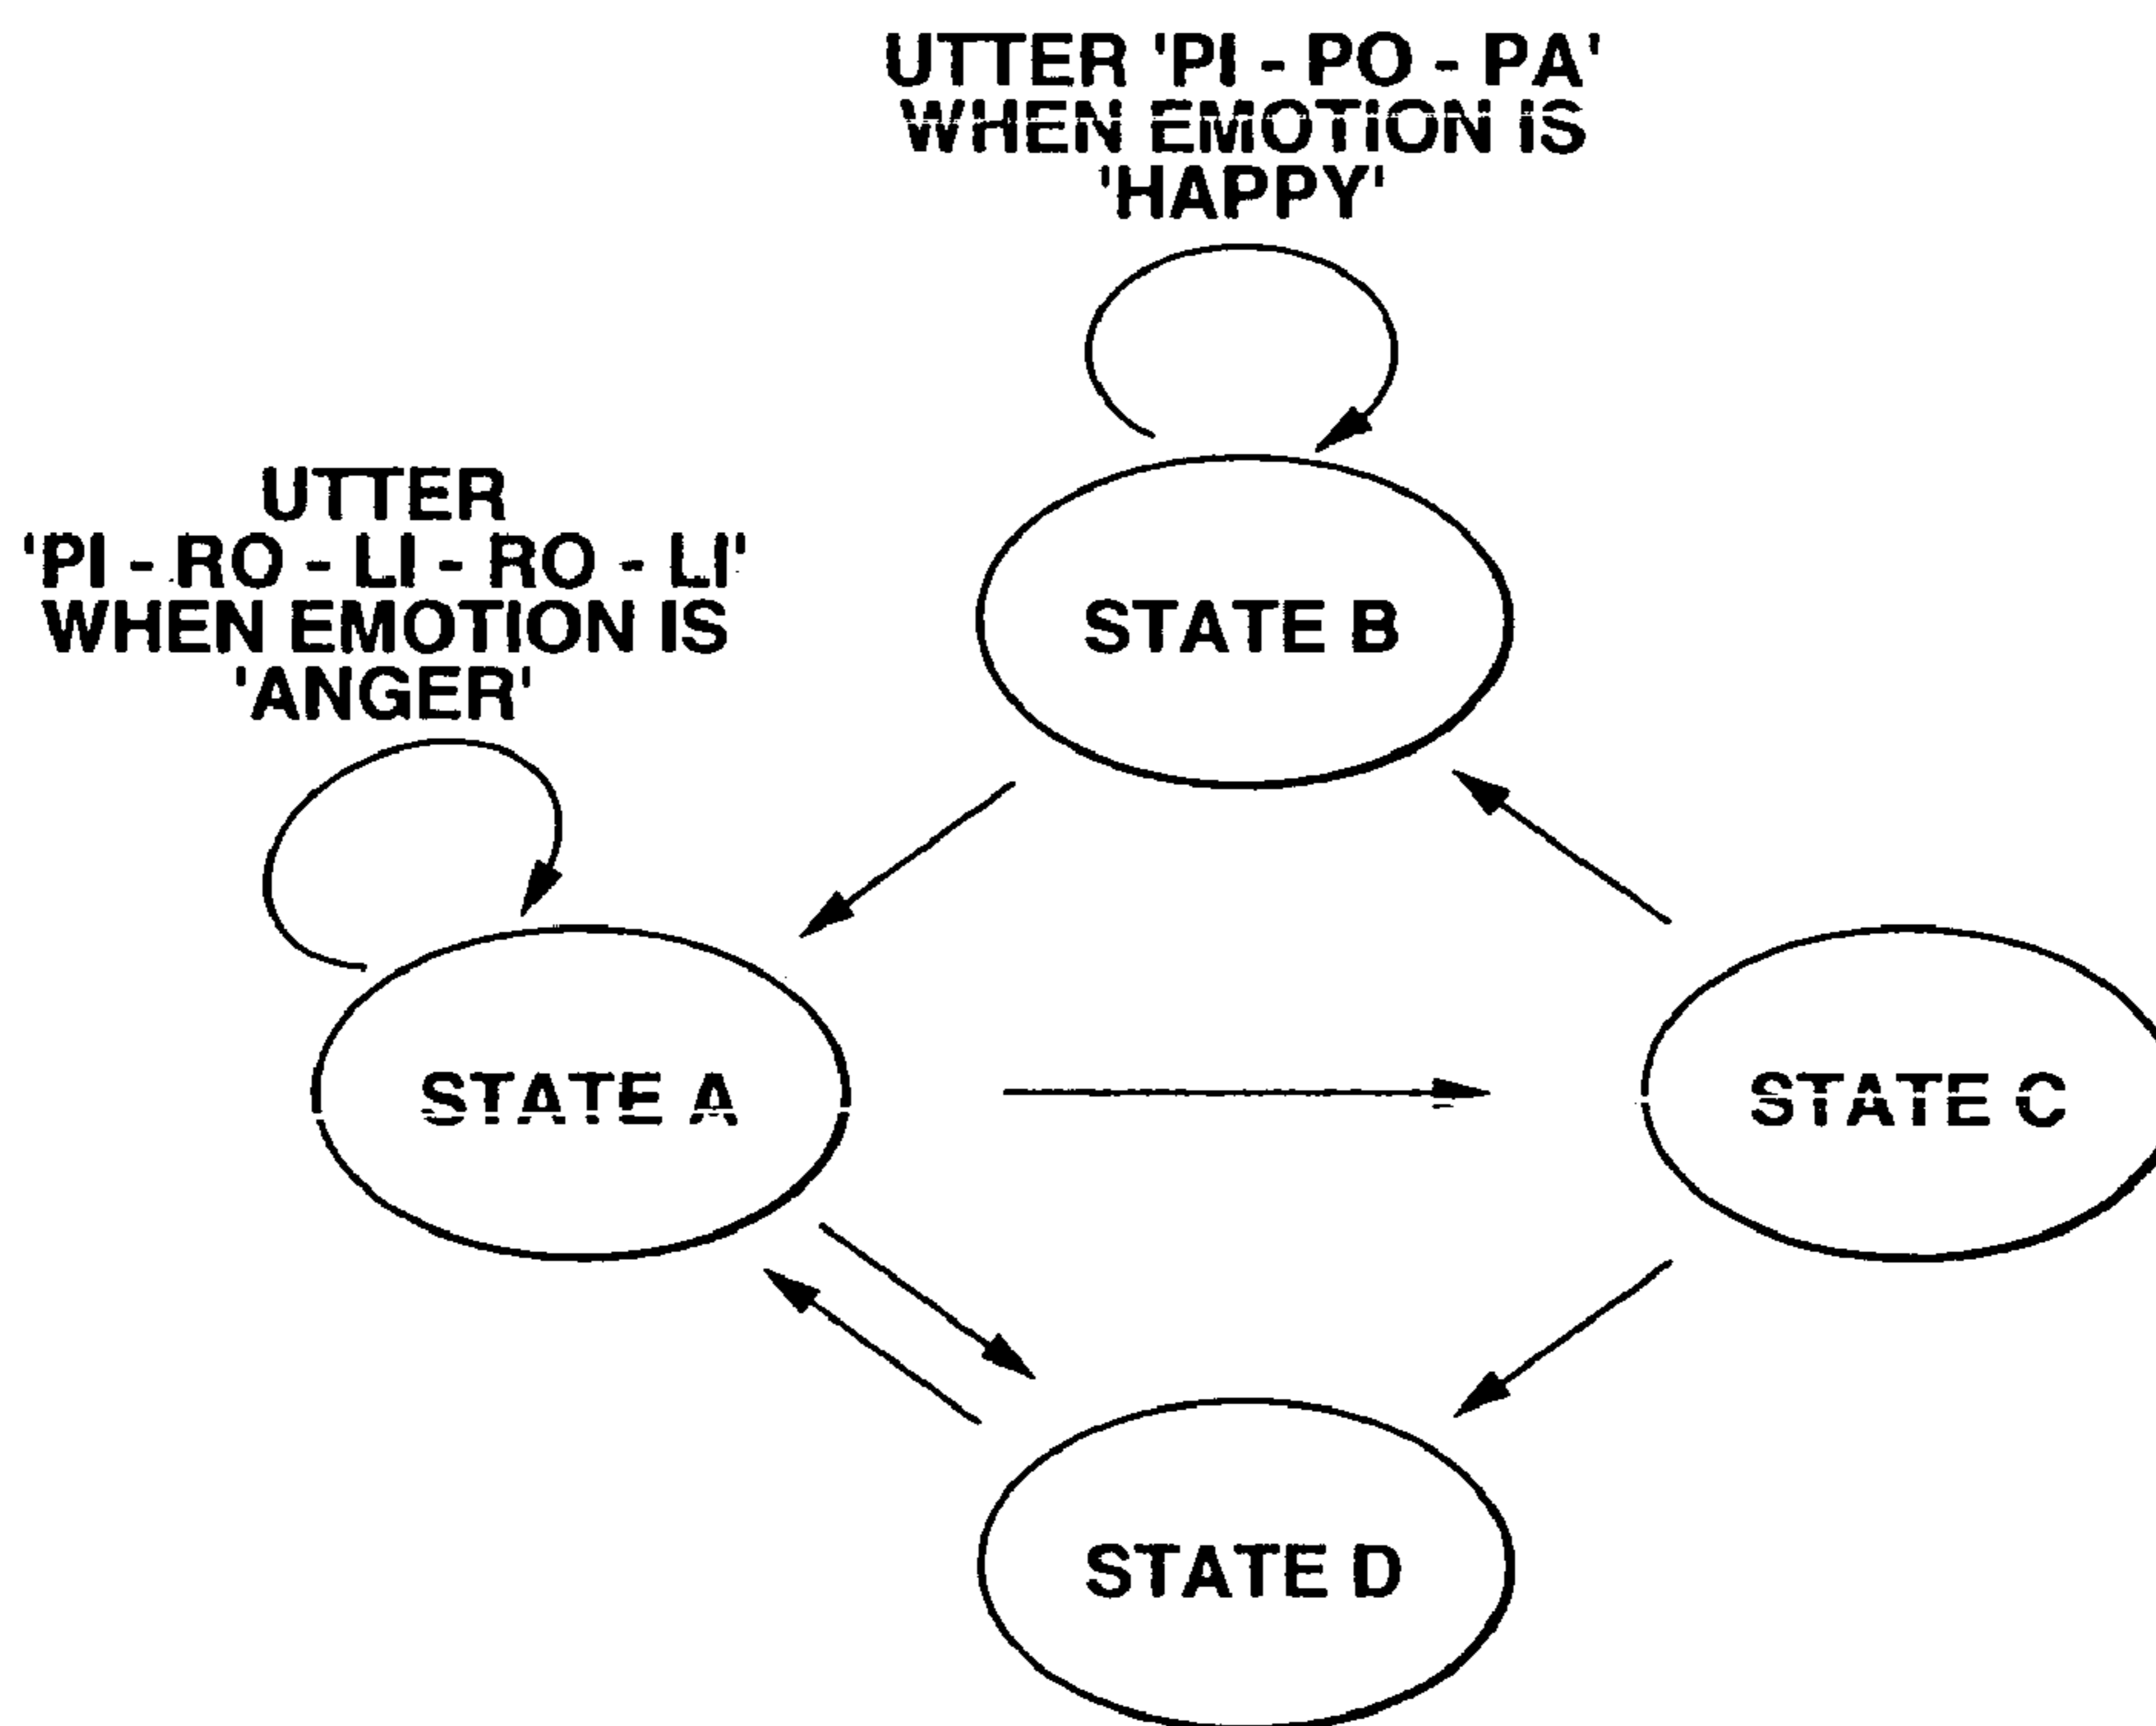 UTTER 'PI - PO - PA'
WHEN EMOTION IS
'HAPPY'
UTTER
'PI - RO - LI - RO - LI'
WHEN EMOTION IS
'ANGER'
STATE B
STATE A
STATE C
STATE D